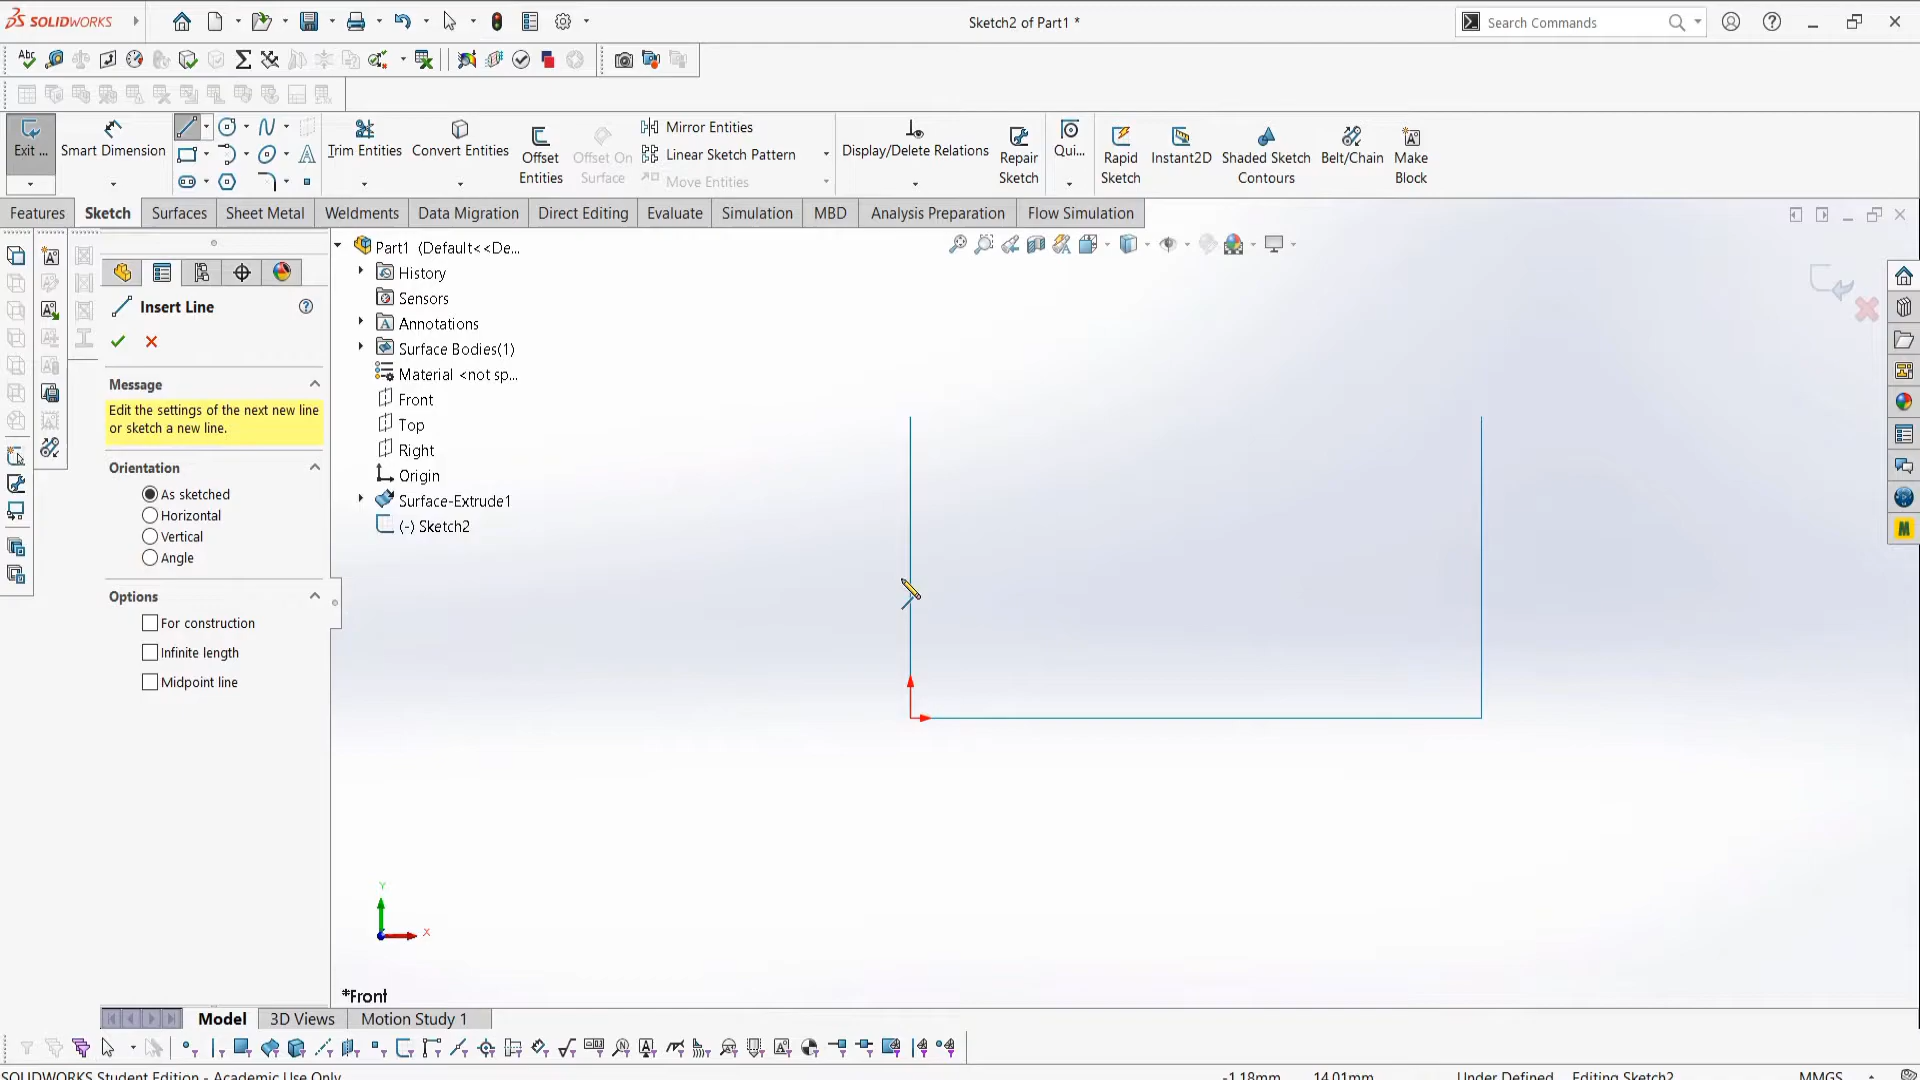 SOLIDWORKS
Sketch2 of Part1 *
Search Commands
Exit ...
Smart Dimension
Trim Entities
Convert Entities
Offset
Entities
Offset On
Surface
Mirror Entities
Linear Sketch Pattern
Move Entities
Display/Delete Relations
Repair
Sketch
Qui...
Rapid
Sketch
Instant2D
Shaded Sketch
Contours
Belt/Chain
Make
Block
Features
Sketch
Surfaces
Sheet Metal
Weldments
Data Migration
Direct Editing
Evaluate
Simulation
MBD
Analysis Preparation
Flow Simulation
Insert Line
Message
Edit the settings of the next new line
or sketch a new line.
Orientation
As sketched
Horizontal
Vertical
Angle
Options
For construction
Infinite length
Midpoint line
Part1 (Default<<De...
History
Sensors
Annotations
Surface Bodies(1)
Material <not sp...
Front
Top
Right
Origin
Surface-Extrude1
(-) Sketch2
Y
X
*Front
Model
3D Views
Motion Study 1
SOLIDWORKS Student Edition - Academic Use Only
-1.18mm
14.01mm
Under Defined
Editing Sketch2
MMGS